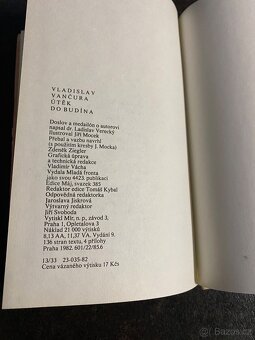 VLADISLAV
VANČURA
ÚTĚK
DO BUDÍNA
Doslov a medailón o autorovi
napsal dr. Ladislav Verecký
Ilustroval Jiří Mocek
Přebal a vazbu navrhl
(s použitím kresby J. Mocka)
Zdeněk Ziegler
Grafická úprava
a technická redakce
Vladimír Vácha
Vydala Mladá fronta
jako svou 4423. publikaci
Edice Máj, svazek 385
Redaktor edice Tomáš Kybal
Odpovědná redaktorka
Jaroslava Jiskrová
Výtvarný redaktor
Jiří Svoboda
Vytiskl Mír, n. p., závod 3,
Praha 1, Opletalova 3
Náklad 21 000 výtisků
8,13 AA, 11,37 VA. Vydání 9.
136 stran textu, 4 přílohy
Praha 1982. 601/22/85.6
13/33 23-035-82
Cena vázaného výtisku 17 Kčs